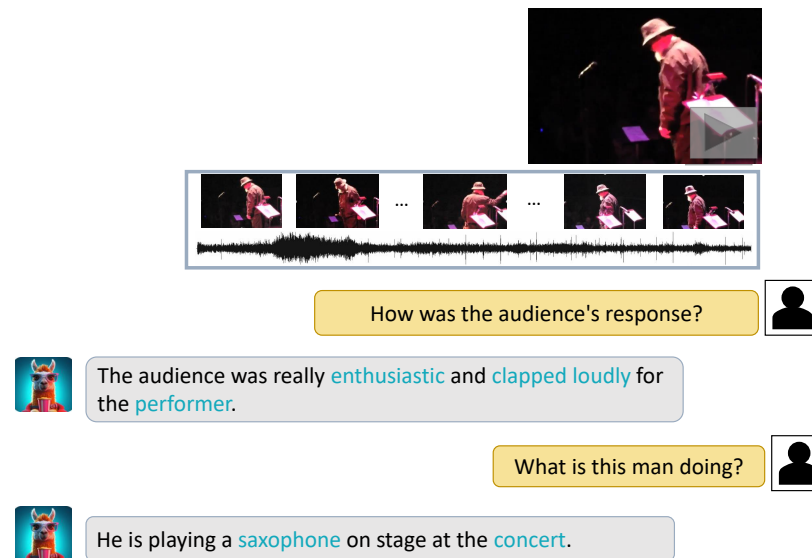 ...
...
How was the audience's response?
The audience was really enthusiastic and clapped loudly for
the performer.
What is this man doing?
He is playing a saxophone on stage at the concert.